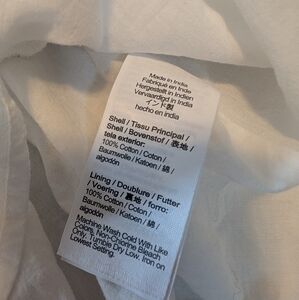 Made in India
Fabriqué en Inde
Hergestellt in Indien
Vervaardigd in India
インド製
hecho en india
Shell / Tissu Principal /
Shell / Bovenstof / 表地 /
tela exterior:
100% Cotton / Coton /
Baumwolle / Katoen / 綿 /
algodón
Lining / Doublure / Futter
/ Voering / 裏地 / forro:
100% Cotton / Coton /
Baumwolle / Katoen / 綿 /
algodón
Machine Wash Cold With Like
Colors, Non-Chlorine Bleach
Only, Tumble Dry Low. Iron on
Lowest Setting.